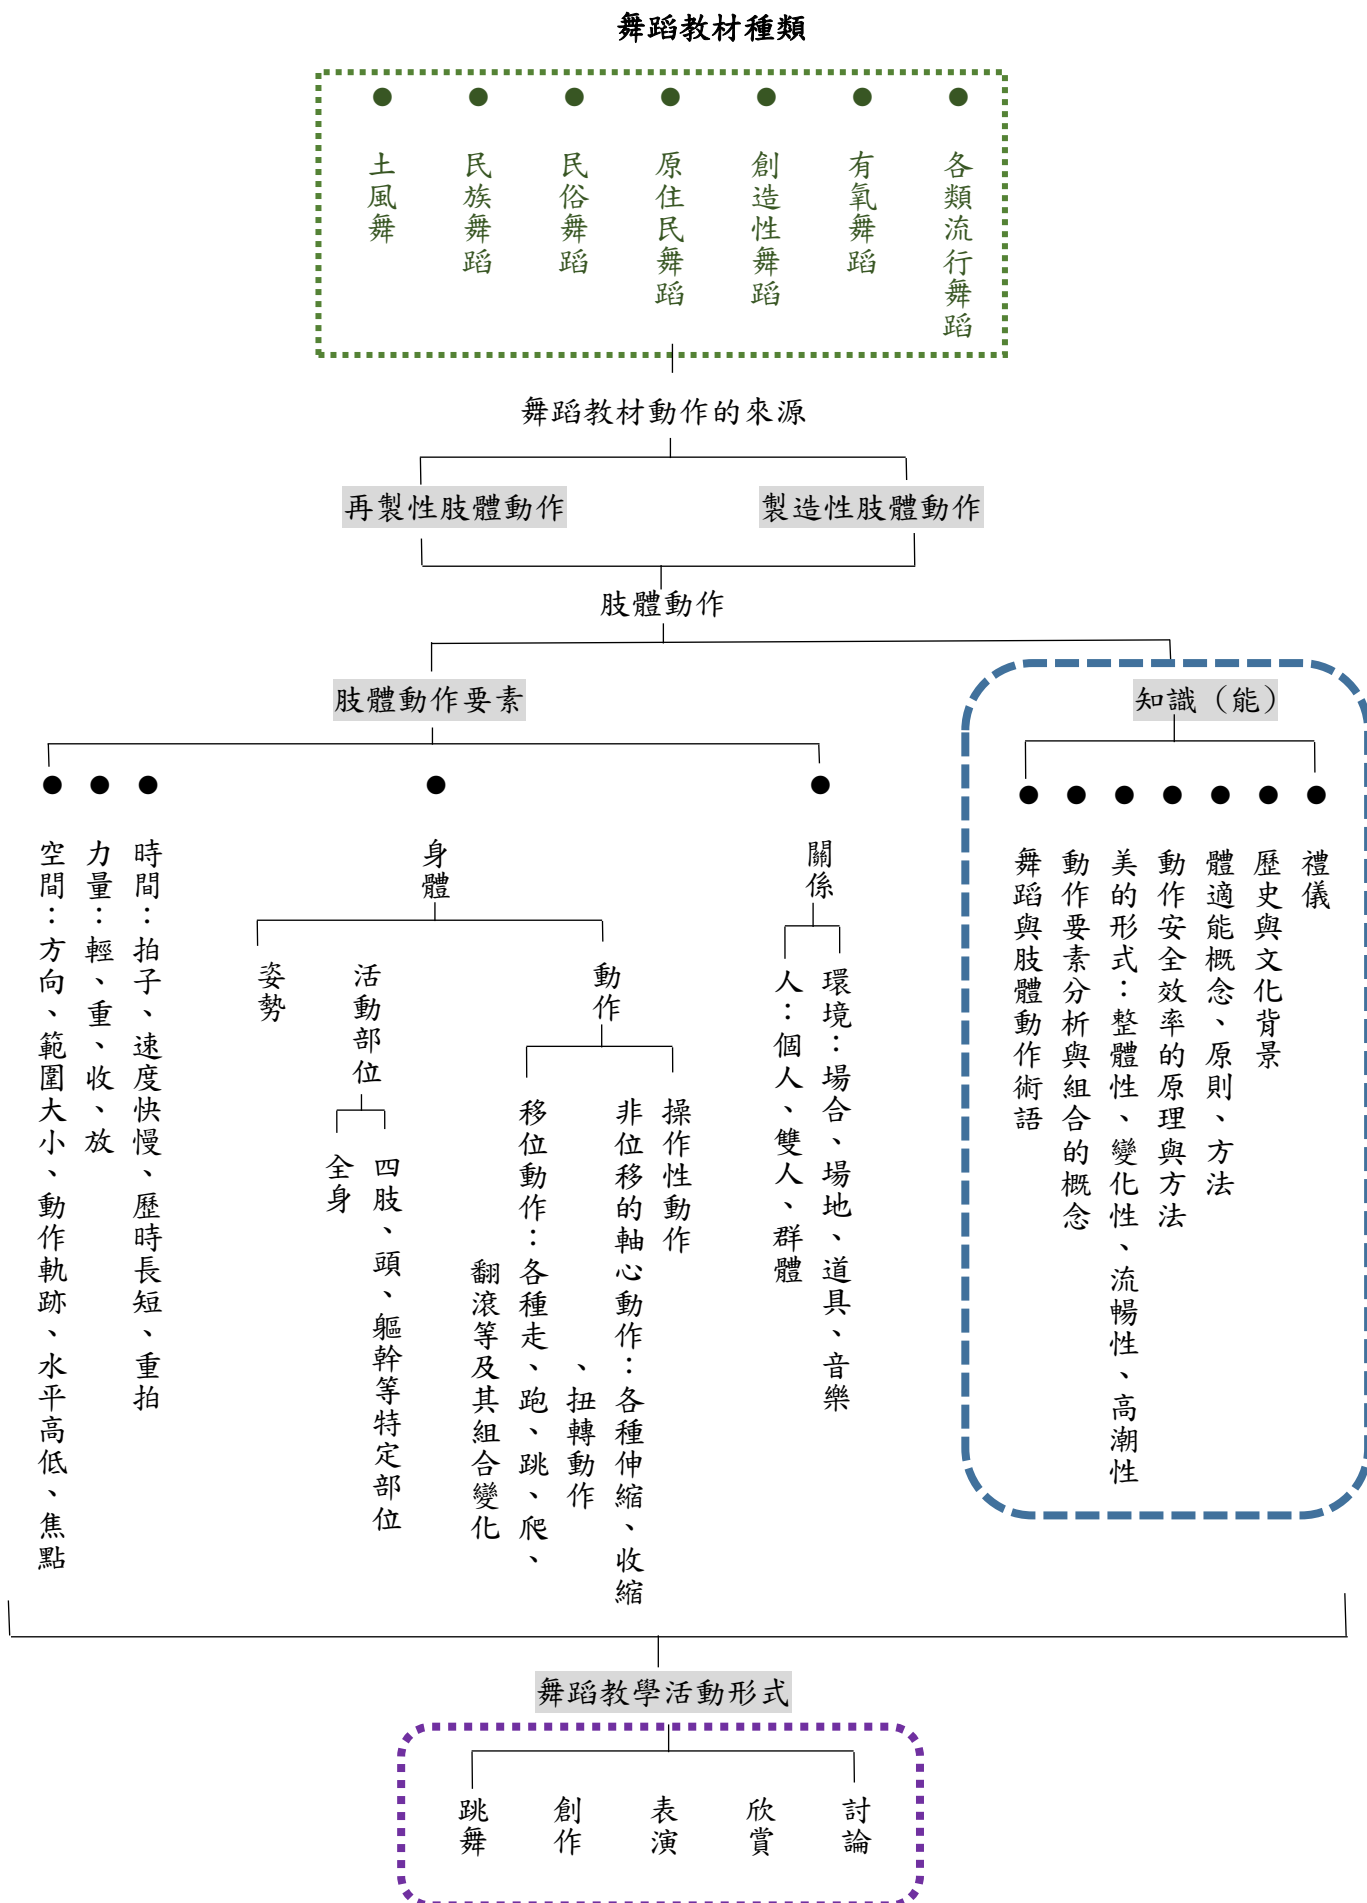 舞蹈教材種類
土風舞
民族舞蹈
民俗舞蹈
原住民舞蹈
創造性舞蹈
有氧舞蹈
各類流行舞蹈
舞蹈教材動作的來源
再製性肢體動作
製造性肢體動作
肢體動作
肢體動作要素
知識（能）
空間：方向、範圍大小、動作軌跡、水平高低、焦點
力量：輕、重、收、放
時間：拍子、速度快慢、歷時長短、重拍
身體
姿勢
活動部位
全身
四肢、頭、軀幹等特定部位
動作
移位動作：各種走、跑、跳、爬、
翻滾等及其組合變化
非位移的軸心動作：各種伸縮、收縮
、扭轉動作
操作性動作
關係
人：個人、雙人、群體
環境：場合、場地、道具、音樂
舞蹈與肢體動作術語
動作要素分析與組合的概念
美的形式：整體性、變化性、流暢性、高潮性
動作安全效率的原理與方法
體適能概念、原則、方法
歷史與文化背景
禮儀
舞蹈教學活動形式
跳舞
創作
表演
欣賞
討論